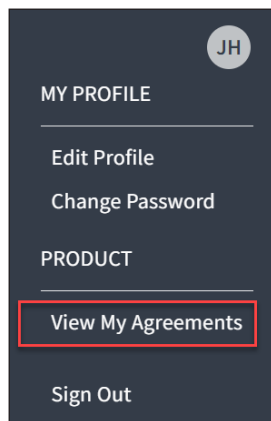 JH
MY PROFILE
Edit Profile
Change Password
PRODUCT
View My Agreements
Sign Out